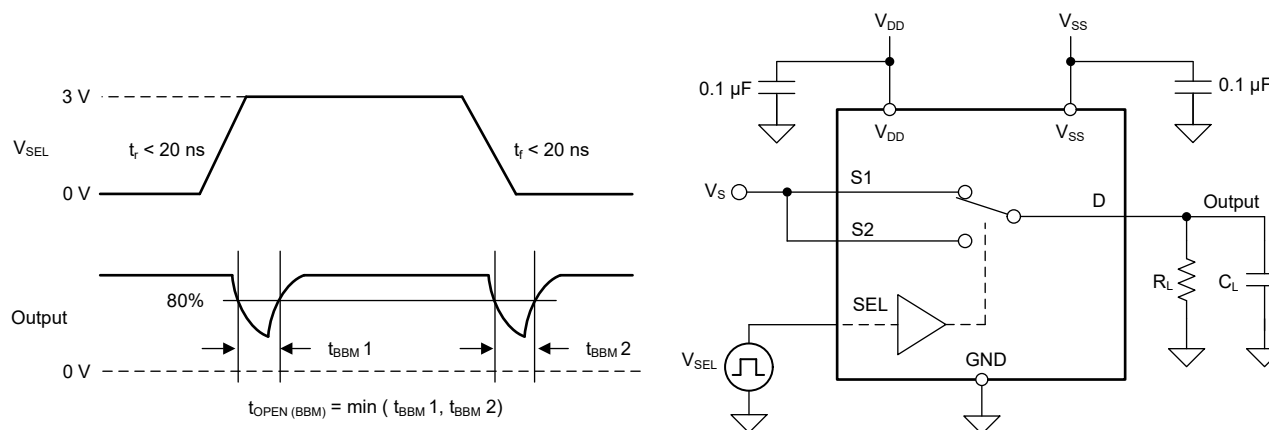 3 V
V_SEL
t_r < 20 ns
t_f < 20 ns
0 V
80%
Output
t_BBM 1
t_BBM 2
0 V
t_OPEN (BBM) = min ( t_BBM 1, t_BBM 2)
V_DD
V_SS
0.1 µF
0.1 µF
V_DD
V_SS
V_S
S1
D
Output
S2
R_L
C_L
SEL
V_SEL
GND